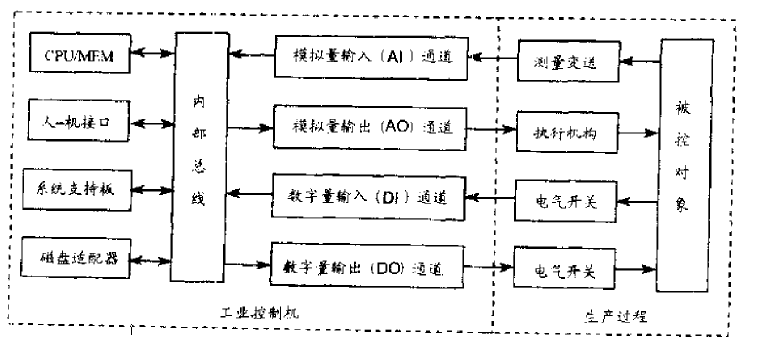 CPU/MEM
人-机接口
系统支持板
磁盘适配器
内部总线
模拟量输入(AI)通道
模拟量输出(AO)通道
数字量输入(DI)通道
数字量输出(DO)通道
测量变送
执行机构
电气开关
电气开关
被控对象
工业控制机
生产过程